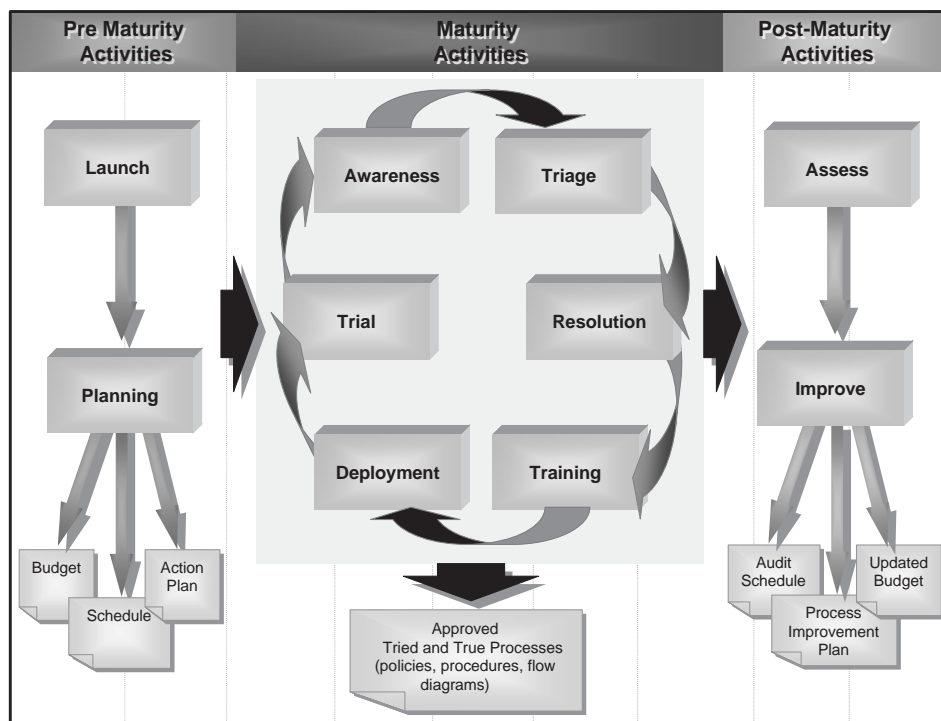 Pre Maturity
Activities
Maturity
Activities
Post-Maturity
Activities
Launch
Planning
Budget
Schedule
Action
Plan
Awareness
Triage
Trial
Resolution
Deployment
Training
Approved
Tried and True Processes
(policies, procedures, flow
diagrams)
Assess
Improve
Audit
Schedule
Process
Improvement
Plan
Updated
Budget